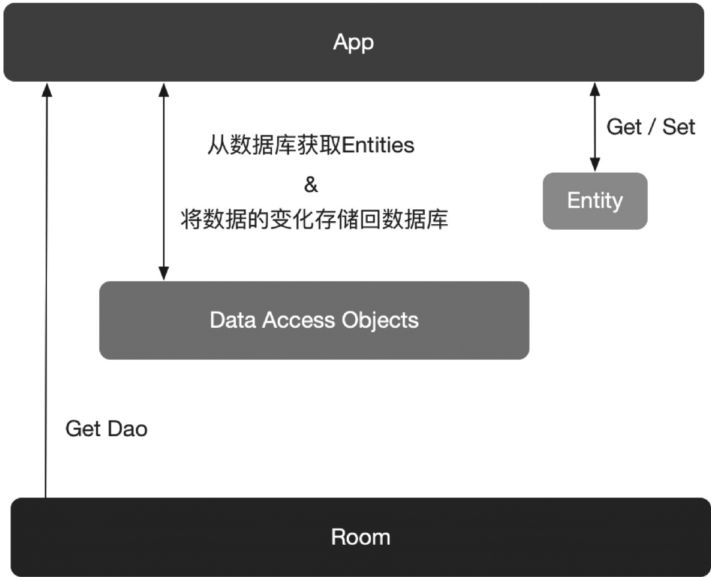 App
从数据库获取Entities
&
将数据的变化存储回数据库
Get / Set
Entity
Data Access Objects
Get Dao
Room